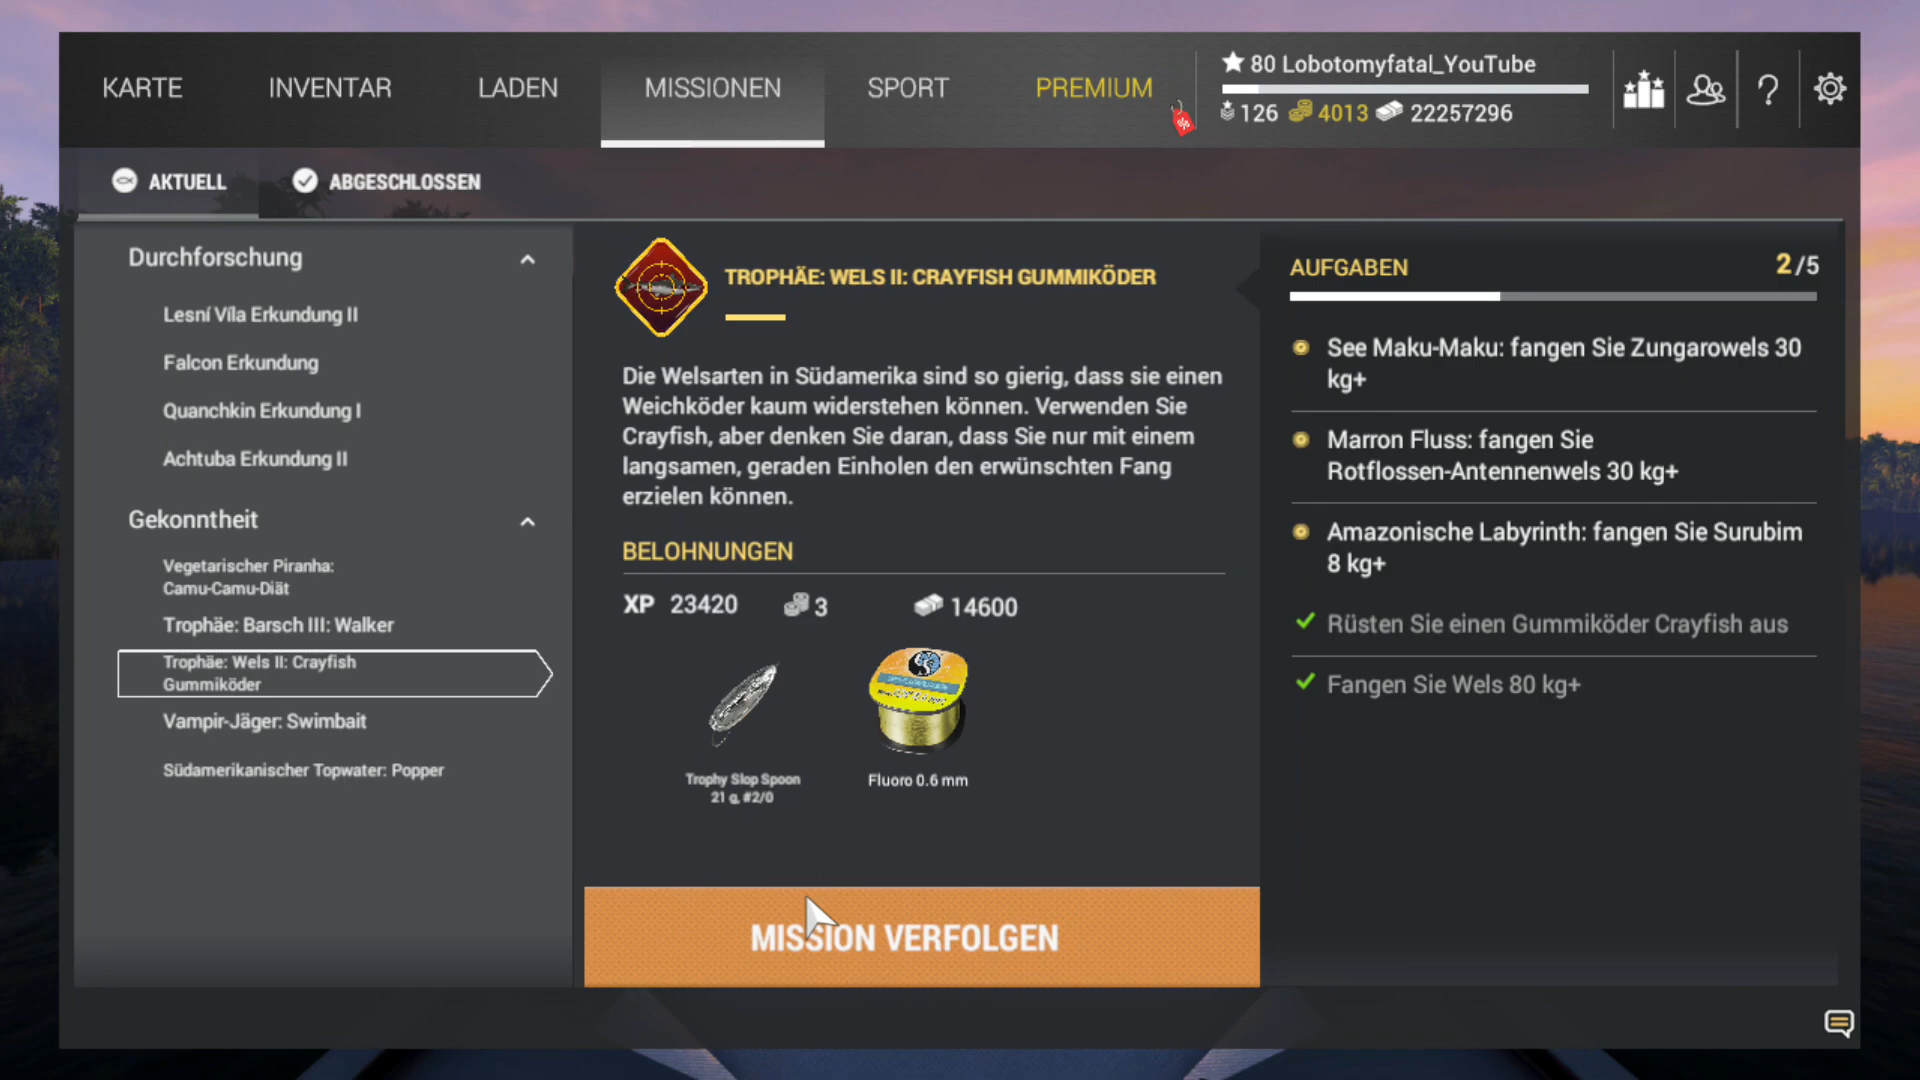 KARTE
INVENTAR
LADEN
MISSIONEN
SPORT
PREMIUM
80 Lobotomyfatal_YouTube
126 4013 22257296
AKTUELL
ABGESCHLOSSEN
Durchforschung
Lesní Víla Erkundung II
Falcon Erkundung
Quanchkin Erkundung I
Achtuba Erkundung II
Gekonntheit
Vegetarischer Piranha:
Camu-Camu-Diät
Trophäe: Barsch III: Walker
Trophäe: Wels II: Crayfish
Gummiköder
Vampir-Jäger: Swimbait
Südamerikanischer Topwater: Popper
TROPHÄE: WELS II: CRAYFISH GUMMIKÖDER
Die Welsarten in Südamerika sind so gierig, dass sie einen
Weichköder kaum widerstehen können. Verwenden Sie
Crayfish, aber denken Sie daran, dass Sie nur mit einem
langsamen, geraden Einholen den erwünschten Fang
erzielen können.
BELOHNUNGEN
XP 23420 3 14600
Trophy Slop Spoon
21 g, #2/0
Fluoro 0.6 mm
MISSION VERFOLGEN
AUFGABEN 2/5
See Maku-Maku: fangen Sie Zungarowels 30
kg+
Marron Fluss: fangen Sie
Rotflossen-Antennenwels 30 kg+
Amazonische Labyrinth: fangen Sie Surubim
8 kg+
Rüsten Sie einen Gummiköder Crayfish aus
Fangen Sie Wels 80 kg+